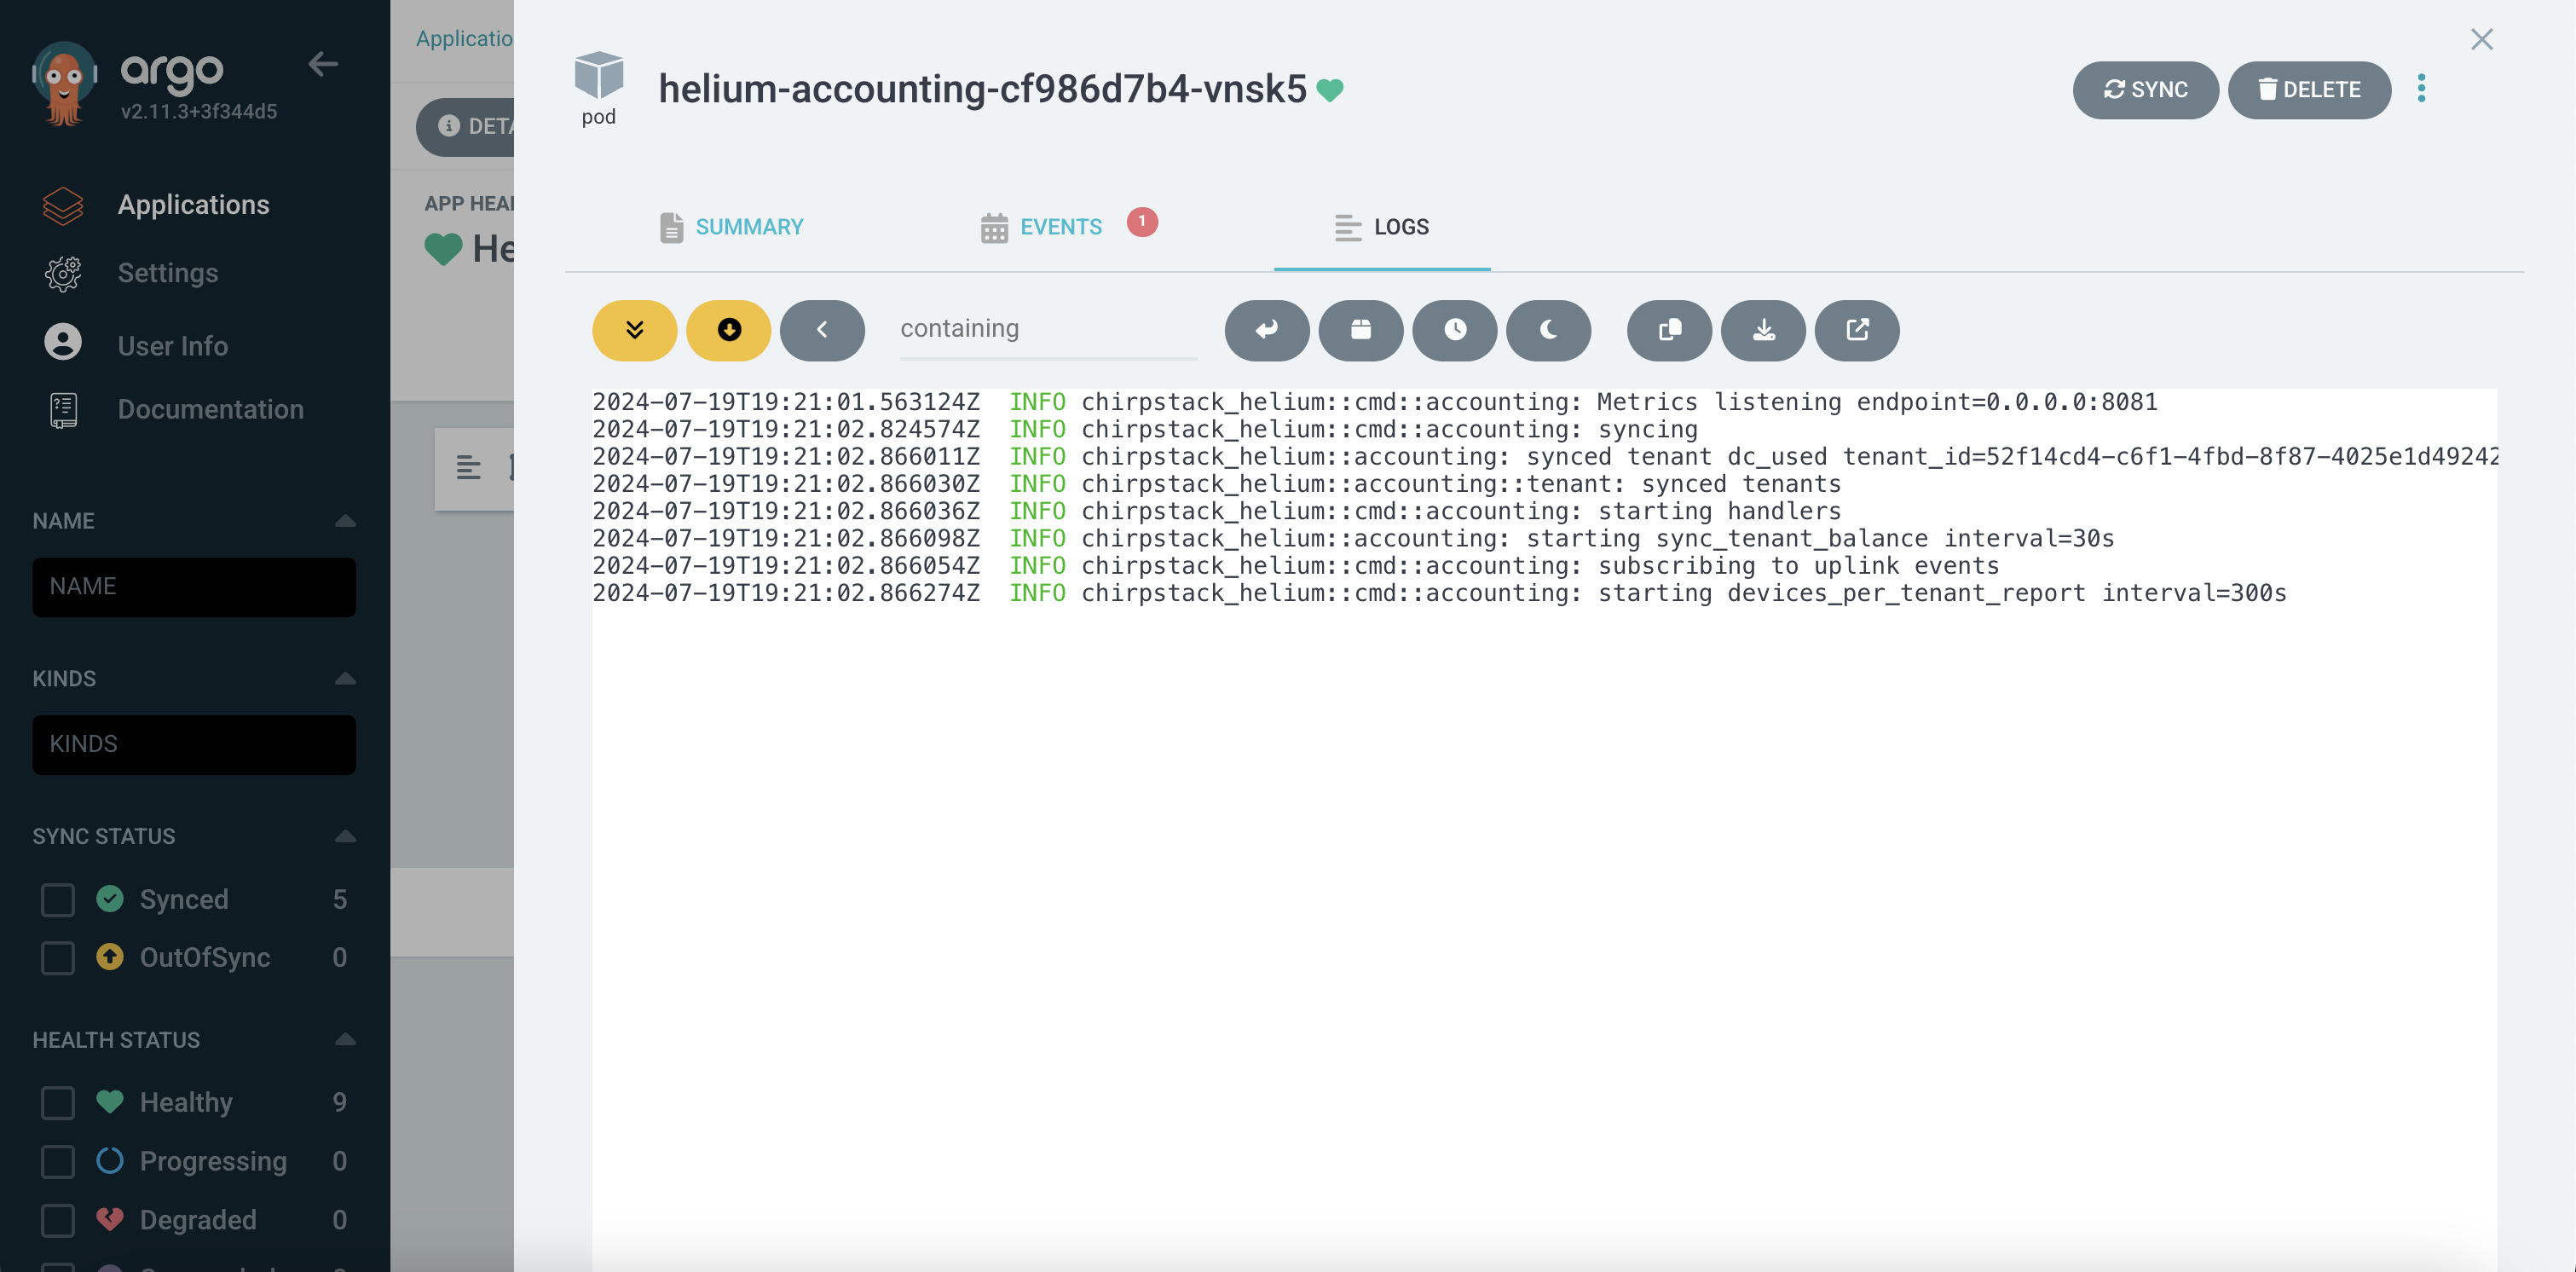 argo
v2.11.3+3f344d5
Applications
Settings
User Info
Documentation
NAME
NAME
KINDS
KINDS
SYNC STATUS
Synced 5
OutOfSync 0
HEALTH STATUS
Healthy 9
Progressing 0
Degraded 0
Applicatio
DETA
APP HEAL
He
pod
helium-accounting-cf986d7b4-vnsk5
SYNC
DELETE
SUMMARY
EVENTS 1
LOGS
containing
2024-07-19T19:21:01.563124Z  INFO chirpstack_helium::cmd::accounting: Metrics listening endpoint=0.0.0.0:8081
2024-07-19T19:21:02.824574Z  INFO chirpstack_helium::cmd::accounting: syncing
2024-07-19T19:21:02.866011Z  INFO chirpstack_helium::accounting: synced tenant dc_used tenant_id=52f14cd4-c6f1-4fbd-8f87-4025e1d49242
2024-07-19T19:21:02.866030Z  INFO chirpstack_helium::accounting::tenant: synced tenants
2024-07-19T19:21:02.866036Z  INFO chirpstack_helium::cmd::accounting: starting handlers
2024-07-19T19:21:02.866098Z  INFO chirpstack_helium::accounting: starting sync_tenant_balance interval=30s
2024-07-19T19:21:02.866054Z  INFO chirpstack_helium::cmd::accounting: subscribing to uplink events
2024-07-19T19:21:02.866274Z  INFO chirpstack_helium::cmd::accounting: starting devices_per_tenant_report interval=300s